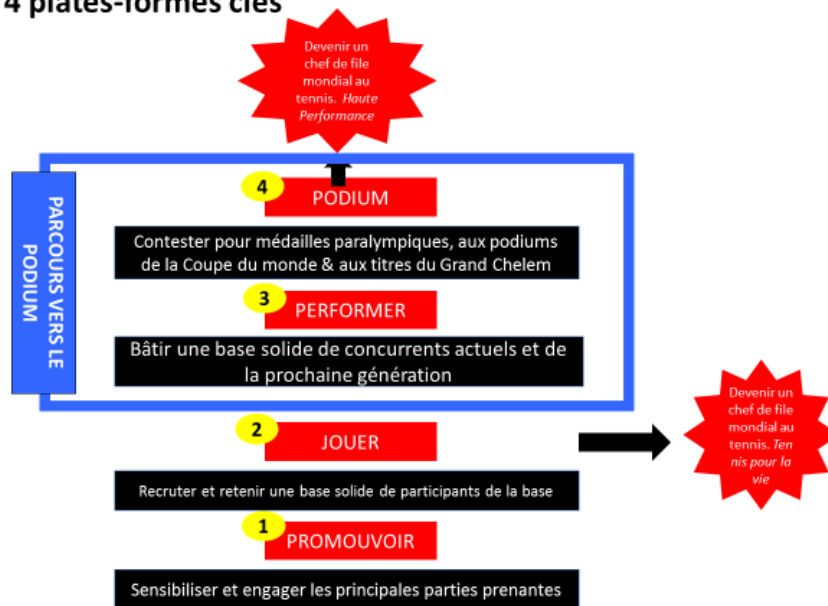 4 plates-formes clés
Devenir un
chef de file
mondial au
tennis. Haute
Performance
PARCOURS VERS LE
PODIUM
4
PODIUM
Contester pour médailles paralympiques, aux podiums
de la Coupe du monde & aux titres du Grand Chelem
3
PERFORMER
Bâtir une base solide de concurrents actuels et de
la prochaine génération
2
JOUER
Recruter et retenir une base solide de participants de la base
Devenir un
chef de file
mondial au
tennis. Ten
nis pour la
vie
1
PROMOUVOIR
Sensibiliser et engager les principales parties prenantes